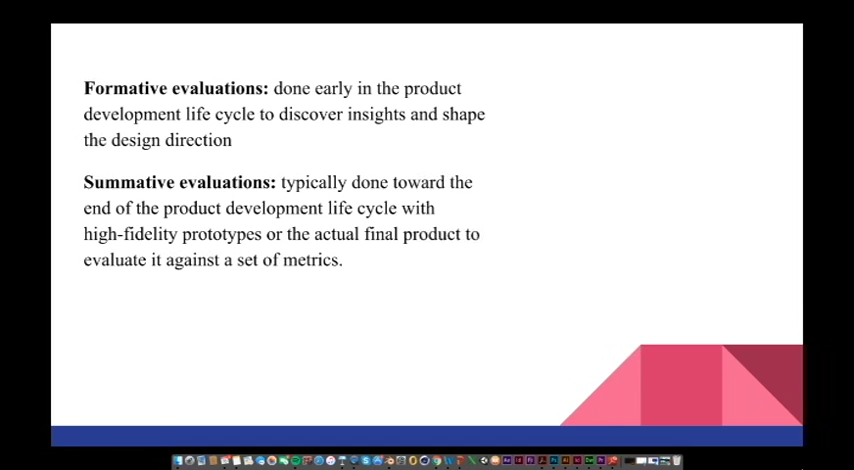 Formative evaluations: done early in the product
development life cycle to discover insights and shape
the design direction
Summative evaluations: typically done toward the
end of the product development life cycle with
high-fidelity prototypes or the actual final product to
evaluate it against a set of metrics.